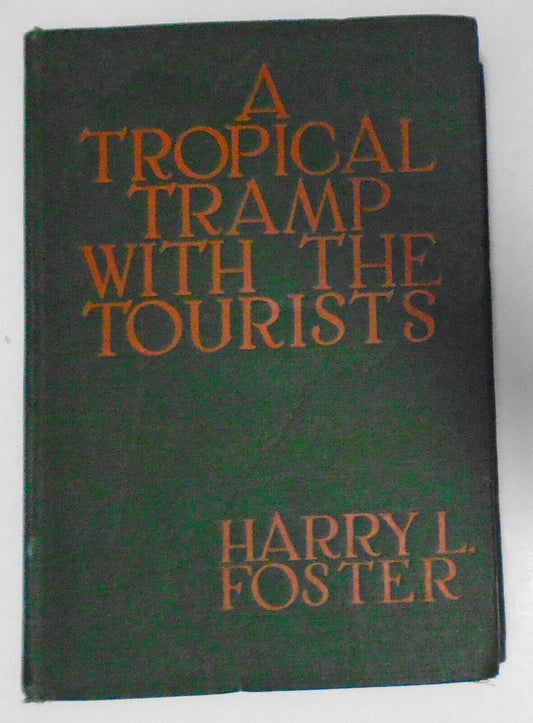 A
TROPICAL
TRAMP
WITH THE
TOURISTS
HARRY L.
FOSTER